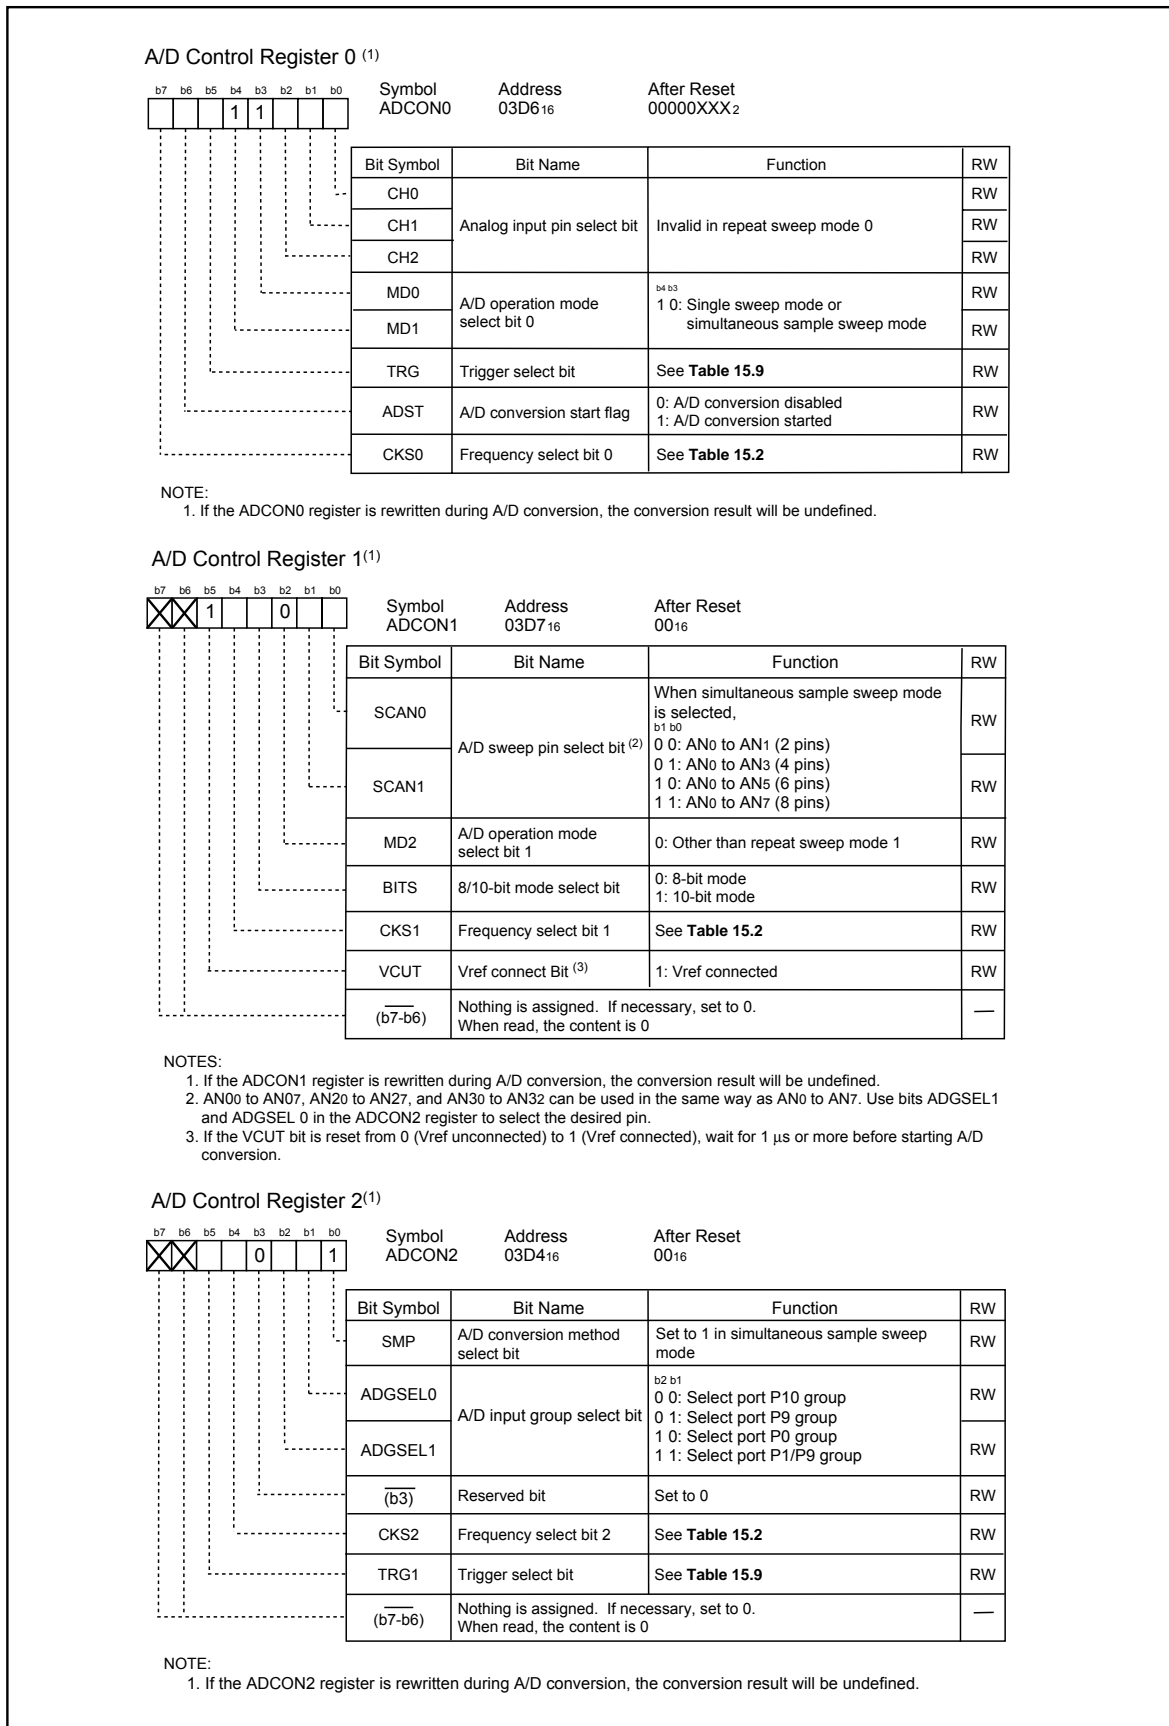 A/D Control Register 0 (1)
b7 b6 b5 b4 b3 b2 b1 b0
1 1
Symbol Address After Reset
ADCON0 03D616 00000XXX2
Bit Symbol Bit Name Function RW
CH0 RW
CH1 Analog input pin select bit Invalid in repeat sweep mode 0 RW
CH2 RW
MD0 RW
A/D operation mode
select bit 0
b4 b3
1 0: Single sweep mode or
simultaneous sample sweep mode
MD1 RW
TRG Trigger select bit See Table 15.9 RW
ADST A/D conversion start flag 0: A/D conversion disabled
1: A/D conversion started RW
CKS0 Frequency select bit 0 See Table 15.2 RW
NOTE:
1. If the ADCON0 register is rewritten during A/D conversion, the conversion result will be undefined.
A/D Control Register 1(1)
b7 b6 b5 b4 b3 b2 b1 b0
1 0
Symbol Address After Reset
ADCON1 03D716 0016
Bit Symbol Bit Name Function RW
SCAN0 RW
A/D sweep pin select bit (2)
When simultaneous sample sweep mode
is selected,
b1 b0
0 0: AN0 to AN1 (2 pins)
0 1: AN0 to AN3 (4 pins)
1 0: AN0 to AN5 (6 pins)
1 1: AN0 to AN7 (8 pins)
SCAN1 RW
MD2 A/D operation mode
select bit 1 0: Other than repeat sweep mode 1 RW
BITS 8/10-bit mode select bit 0: 8-bit mode
1: 10-bit mode RW
CKS1 Frequency select bit 1 See Table 15.2 RW
VCUT Vref connect Bit (3) 1: Vref connected RW
(b7-b6) Nothing is assigned. If necessary, set to 0.
When read, the content is 0 —
NOTES:
1. If the ADCON1 register is rewritten during A/D conversion, the conversion result will be undefined.
2. AN00 to AN07, AN20 to AN27, and AN30 to AN32 can be used in the same way as AN0 to AN7. Use bits ADGSEL1
and ADGSEL 0 in the ADCON2 register to select the desired pin.
3. If the VCUT bit is reset from 0 (Vref unconnected) to 1 (Vref connected), wait for 1 µs or more before starting A/D
conversion.
A/D Control Register 2(1)
b7 b6 b5 b4 b3 b2 b1 b0
0 1
Symbol Address After Reset
ADCON2 03D416 0016
Bit Symbol Bit Name Function RW
SMP A/D conversion method
select bit Set to 1 in simultaneous sample sweep
mode RW
ADGSEL0 RW
A/D input group select bit
b2 b1
0 0: Select port P10 group
0 1: Select port P9 group
1 0: Select port P0 group
1 1: Select port P1/P9 group
ADGSEL1 RW
(b3) Reserved bit Set to 0 RW
CKS2 Frequency select bit 2 See Table 15.2 RW
TRG1 Trigger select bit See Table 15.9 RW
(b7-b6) Nothing is assigned. If necessary, set to 0.
When read, the content is 0 —
NOTE:
1. If the ADCON2 register is rewritten during A/D conversion, the conversion result will be undefined.